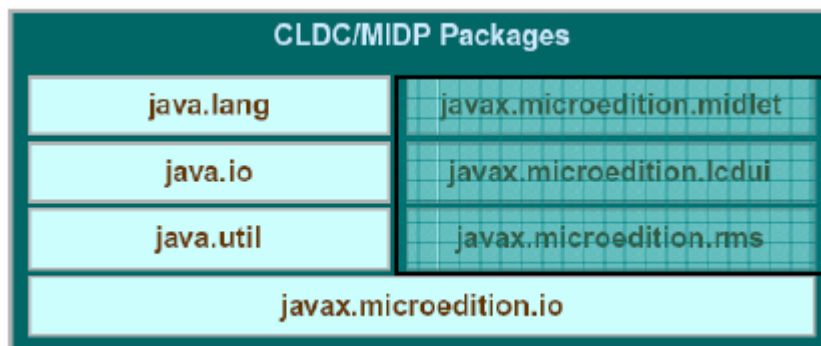 CLDC/MIDP Packages
java.lang
javax.microedition.midlet
java.io
javax.microedition.lcdui
java.util
javax.microedition.rms
javax.microedition.io